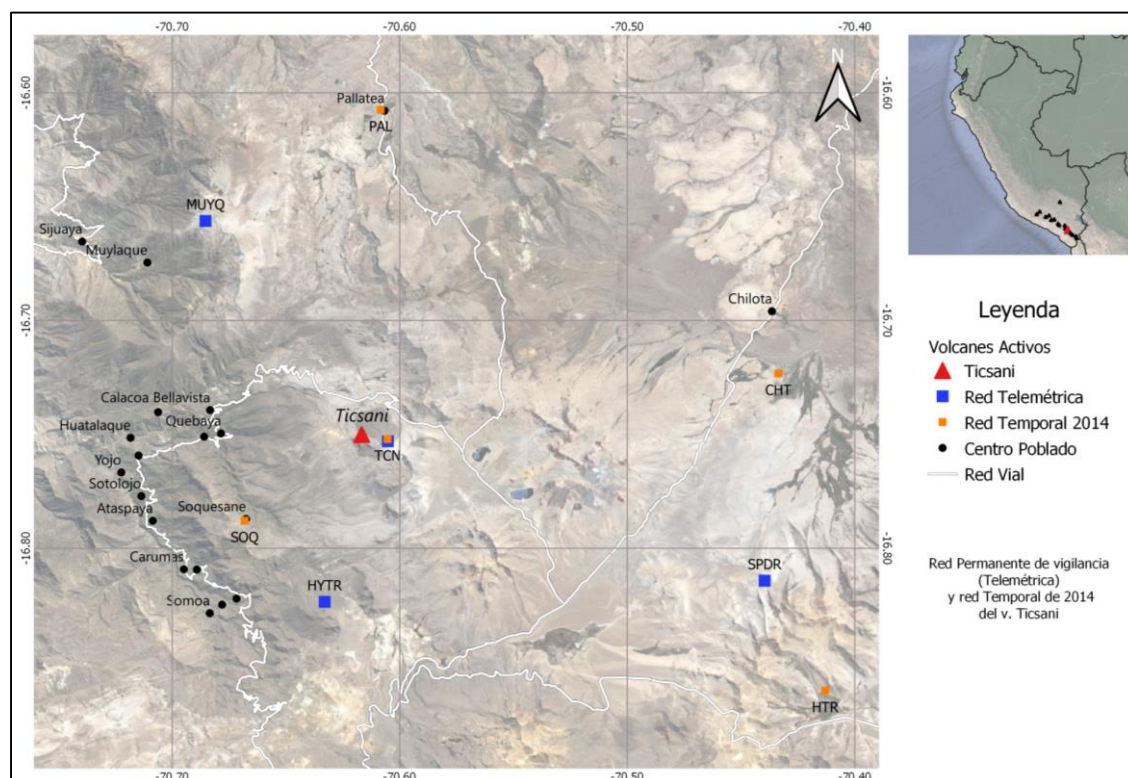 -70.70
-70.60
-70.50
-70.40
N
-16.60
-16.60
Pallatea
PAL
MUYQ
Sijuaya
Muylaque
Chilota
-16.70
-16.70
CHT
Calacoa Bellavista
Quebaya
Huatalaque
Ticsani
TCN
Yojo
Sotolojo
Ataspaya
Soquesane
SOQ
-16.80
-16.80
Carumas
SPDR
HYTR
Somoa
HTR
-70.70
-70.60
-70.50
-70.40
Leyenda
Volcanes Activos
Ticsani
Red Telemétrica
Red Temporal 2014
Centro Poblado
Red Vial
Red Permanente de vigilancia
(Telemétrica)
y red Temporal de 2014
del v. Ticsani